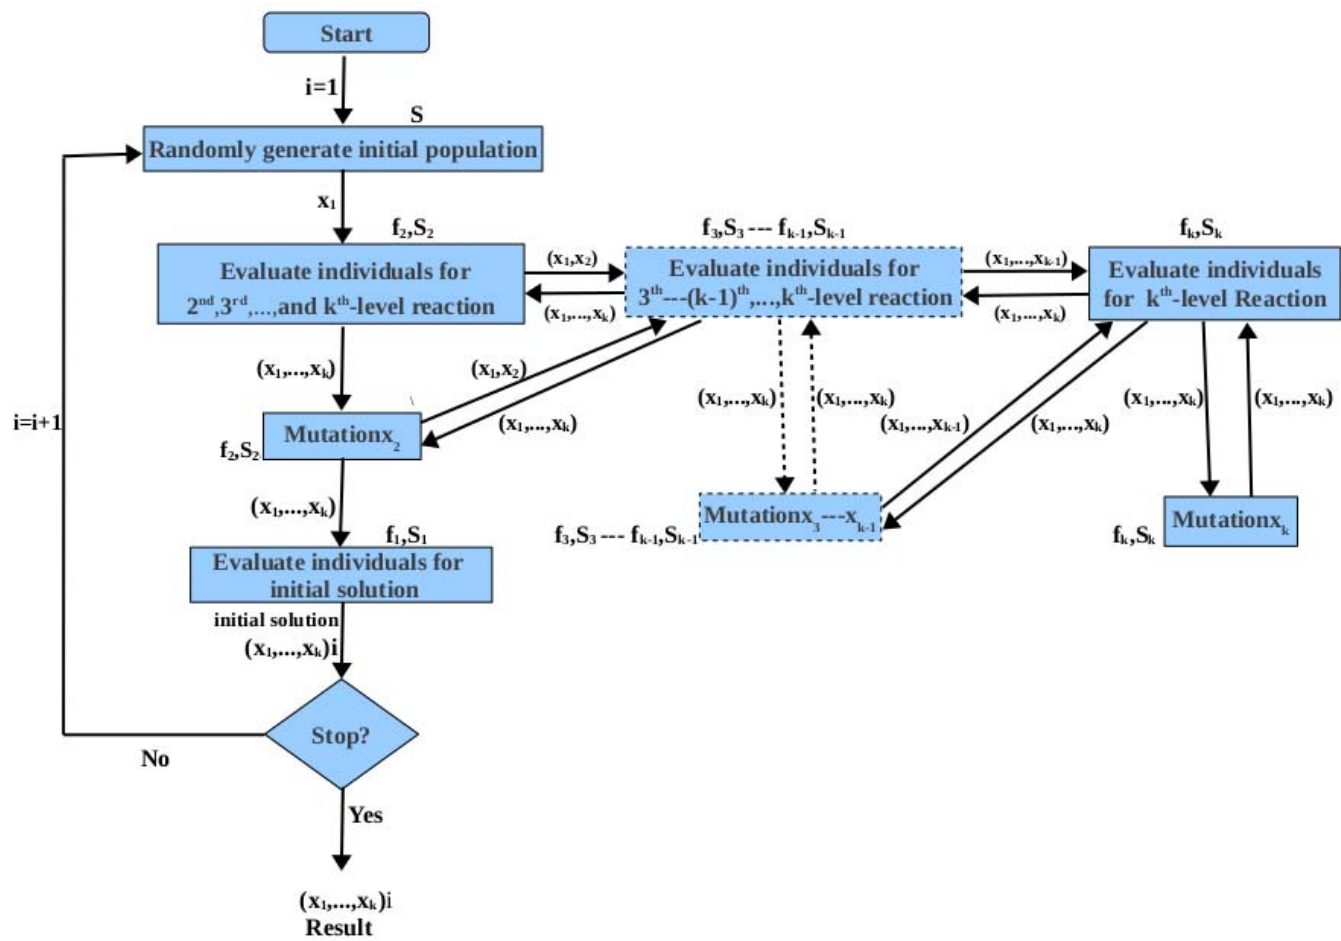 Start
i=1
S
Randomly generate initial population
x₁
f₂,S₂
Evaluate individuals for
2ⁿᵈ,3ʳᵈ,...,and kᵗʰ-level reaction
(x₁,x₂)
(x₁,...,xₖ)
f₃,S₃ --- fₖ₋₁,Sₖ₋₁
Evaluate individuals for
3ᵗʰ---(k-1)ᵗʰ,...,kᵗʰ-level reaction
(x₁,...,xₖ₋₁)
(x₁,...,xₖ)
fₖ,Sₖ
Evaluate individuals
for kᵗʰ-level Reaction
(x₁,...,xₖ)
(x₁,x₂)
(x₁,...,xₖ)
(x₁,...,xₖ)
(x₁,...,xₖ)
(x₁,...,xₖ₋₁)
(x₁,...,xₖ)
(x₁,...,xₖ)
(x₁,...,xₖ)
i=i+1
\
f₂,S₂
Mutationx₂
(x₁,...,xₖ)
f₃,S₃ --- fₖ₋₁,Sₖ₋₁
Mutationx₃---xₖ₋₁
fₖ,Sₖ
Mutationxₖ
f₁,S₁
Evaluate individuals for
initial solution
initial solution
(x₁,...,xₖ)i
Stop?
No
Yes
(x₁,...,xₖ)i
Result